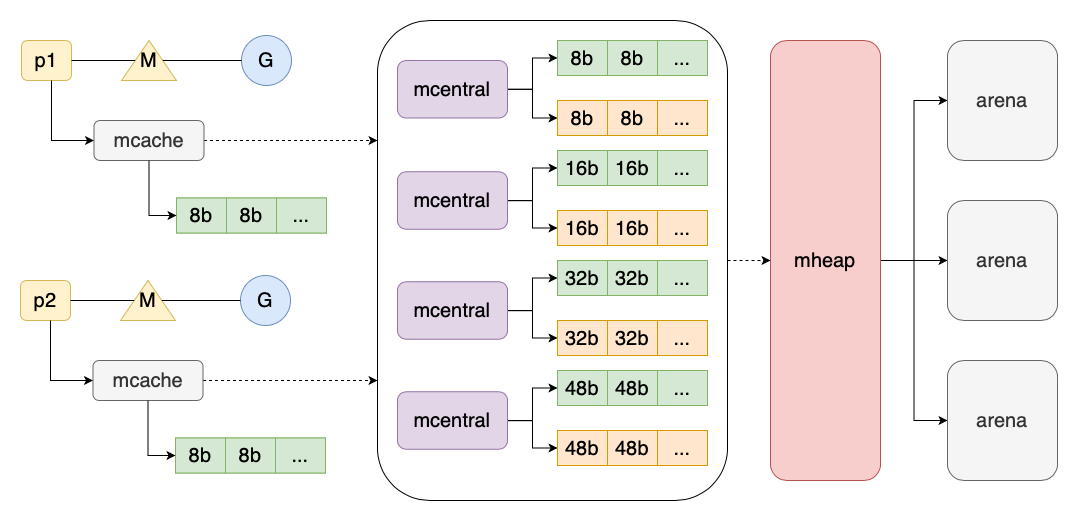 p1 M G
mcache
8b 8b ...
p2 M G
mcache
8b 8b ...
mcentral
8b 8b ...
8b 8b ...
mcentral
16b 16b ...
16b 16b ...
mcentral
32b 32b ...
32b 32b ...
mcentral
48b 48b ...
48b 48b ...
mheap
arena
arena
arena